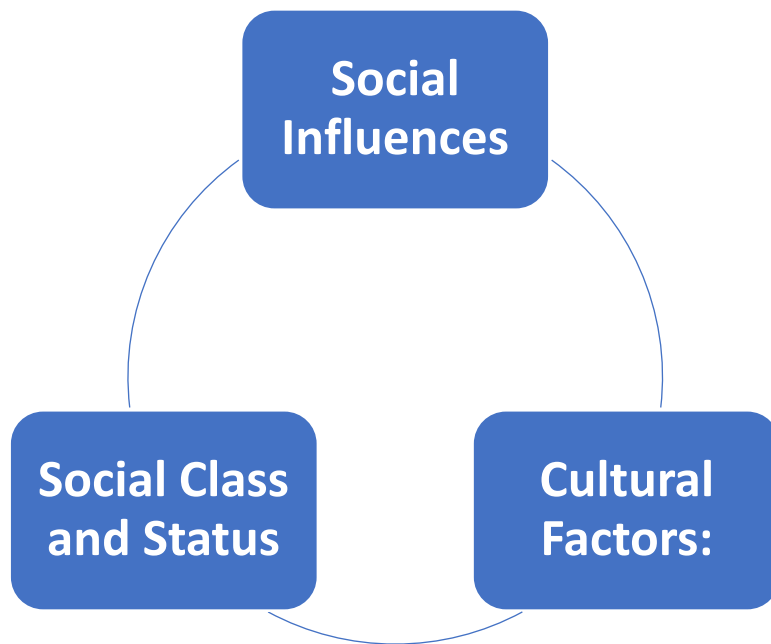 Social
Influences
Social Class
and Status
Cultural
Factors: